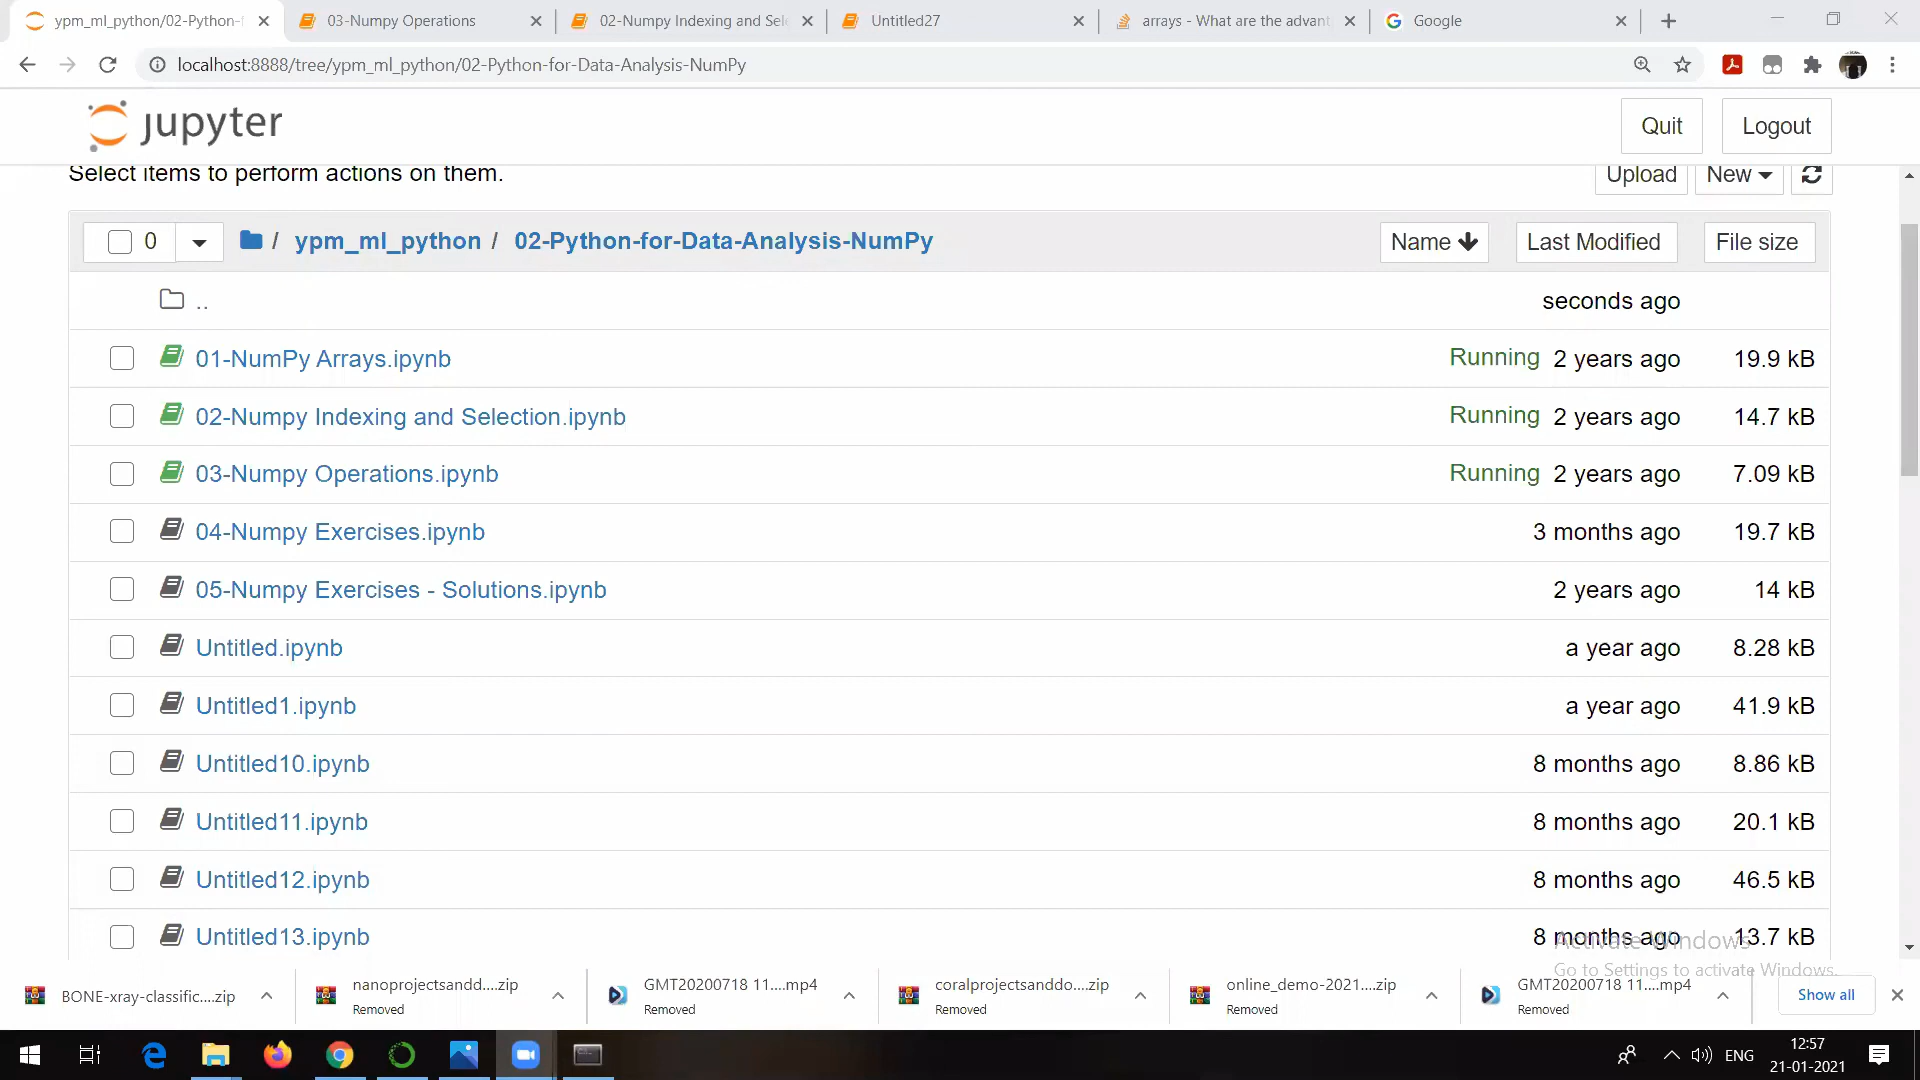 ypm_ml_python/02-Python-
03-Numpy Operations
02-Numpy Indexing and Sel
Untitled27
arrays - What are the advant
Google
localhost:8888/tree/ypm_ml_python/02-Python-for-Data-Analysis-NumPy
jupyter
Quit
Logout
Select items to perform actions on them.
Upload
New
0
/ ypm_ml_python / 02-Python-for-Data-Analysis-NumPy
Name
Last Modified
File size
.. seconds ago
01-NumPy Arrays.ipynb Running 2 years ago 19.9 kB
02-Numpy Indexing and Selection.ipynb Running 2 years ago 14.7 kB
03-Numpy Operations.ipynb Running 2 years ago 7.09 kB
04-Numpy Exercises.ipynb 3 months ago 19.7 kB
05-Numpy Exercises - Solutions.ipynb 2 years ago 14 kB
Untitled.ipynb a year ago 8.28 kB
Untitled1.ipynb a year ago 41.9 kB
Untitled10.ipynb 8 months ago 8.86 kB
Untitled11.ipynb 8 months ago 20.1 kB
Untitled12.ipynb 8 months ago 46.5 kB
Untitled13.ipynb 8 months ago 13.7 kB
Activate Windows
Go to Settings to activate Windows.
BONE-xray-classific....zip
nanoprojectsandd....zip
Removed
GMT20200718 11....mp4
Removed
coralprojectsanddo....zip
Removed
online_demo-2021....zip
Removed
GMT20200718 11....mp4
Removed
Show all
ENG
12:57
21-01-2021